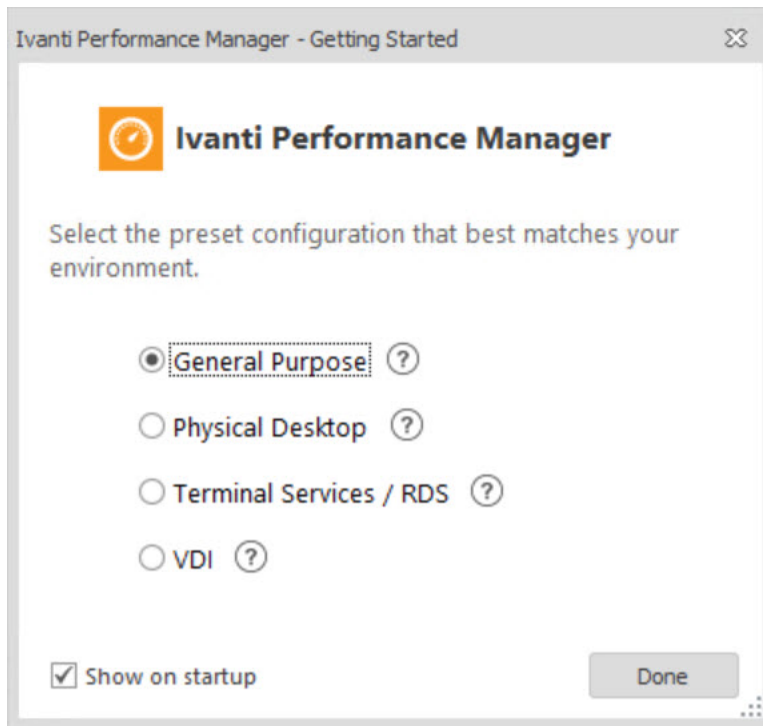 Ivanti Performance Manager - Getting Started
Ivanti Performance Manager
Select the preset configuration that best matches your
environment.
General Purpose ?
Physical Desktop ?
Terminal Services / RDS ?
VDI ?
Show on startup
Done